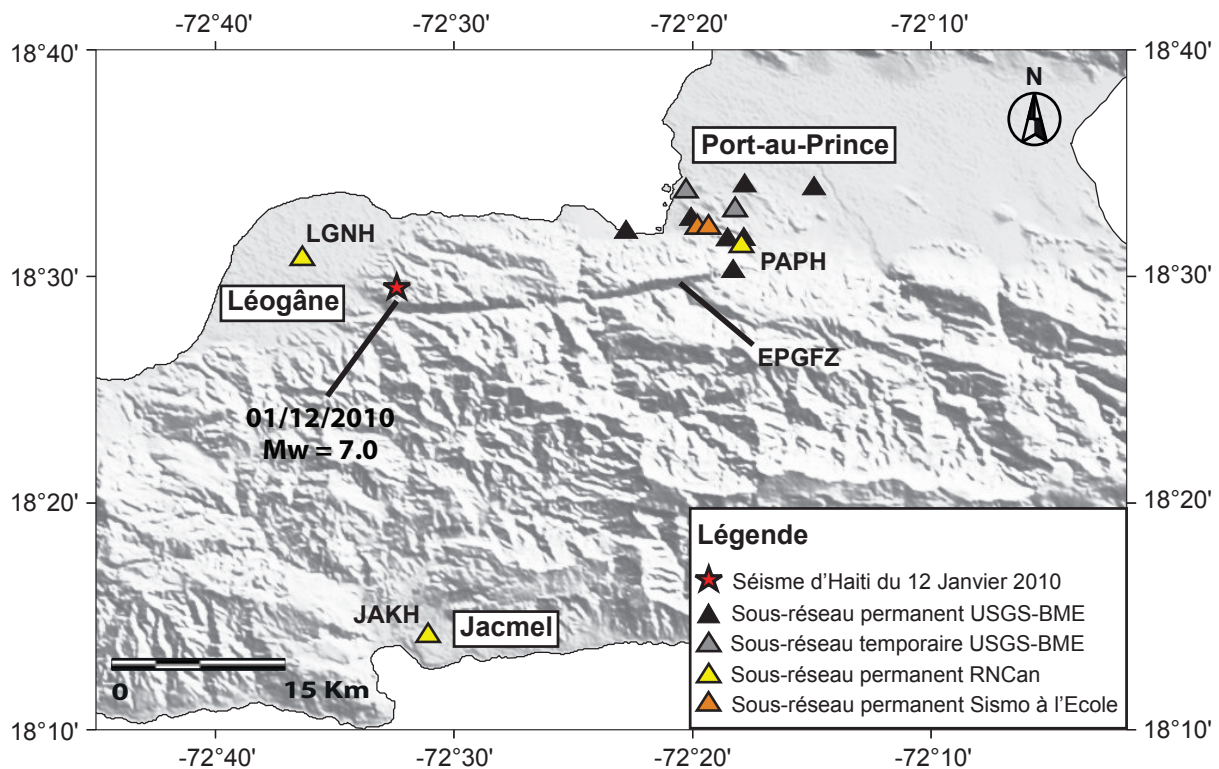 -72°40' -72°30' -72°20' -72°10'
18°40' 18°40'
N
Port-au-Prince
LGNH
PAPH
18°30' 18°30'
Léogâne
EPGFZ
01/12/2010
Mw = 7.0
18°20' 18°20'
Légende
Séisme d'Haiti du 12 Janvier 2010
Sous-réseau permanent USGS-BME
Sous-réseau temporaire USGS-BME
Sous-réseau permanent RNCan
Sous-réseau permanent Sismo à l'Ecole
JAKH
Jacmel
0 15 Km
18°10' 18°10'
-72°40' -72°30' -72°20' -72°10'